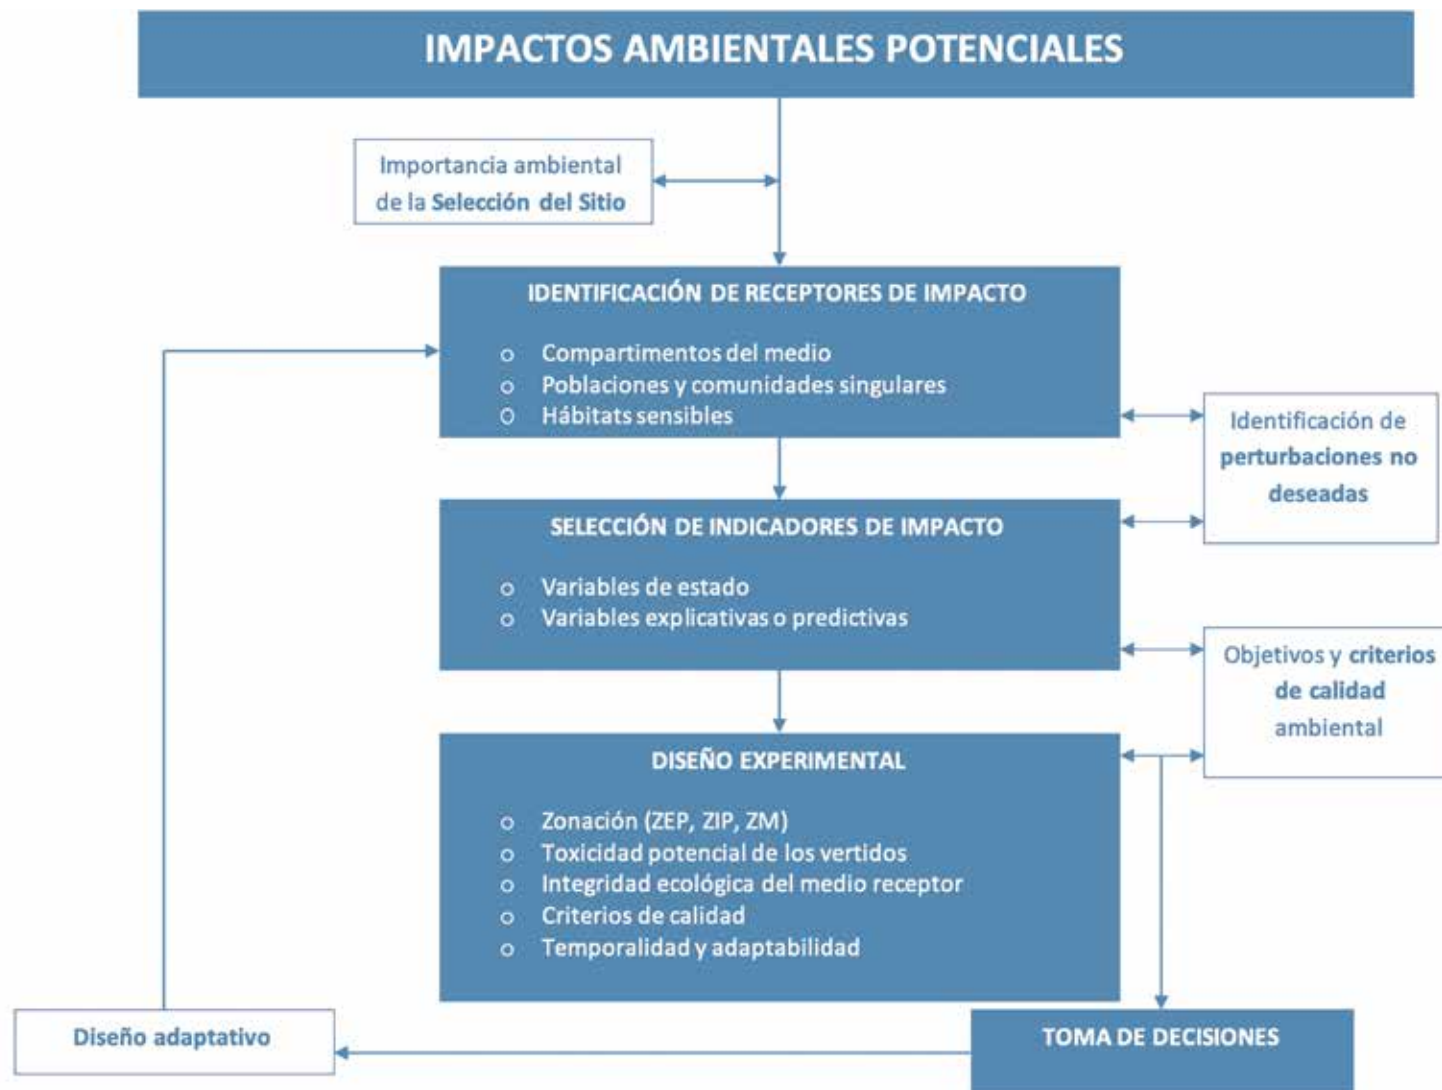 IMPACTOS AMBIENTALES POTENCIALES
Importancia ambiental
de la Selección del Sitio
IDENTIFICACIÓN DE RECEPTORES DE IMPACTO
o Compartimentos del medio
o Poblaciones y comunidades singulares
o Hábitats sensibles
Identificación de
perturbaciones no
deseadas
SELECCIÓN DE INDICADORES DE IMPACTO
o Variables de estado
o Variables explicativas o predictivas
Objetivos y criterios
de calidad
ambiental
DISEÑO EXPERIMENTAL
o Zonación (ZEP, ZIP, ZM)
o Toxicidad potencial de los vertidos
o Integridad ecológica del medio receptor
o Criterios de calidad
o Temporalidad y adaptabilidad
Diseño adaptativo
TOMA DE DECISIONES